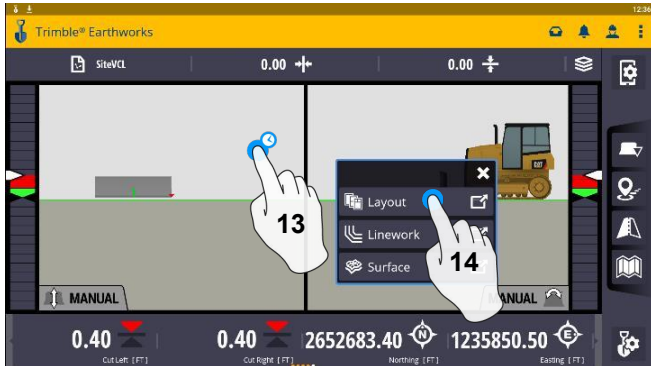 12:36
Trimble® Earthworks
SiteVCL 0.00 0.00
CAT
13
Layout
Linework
14
Surface
MANUAL MANUAL
0.40 0.40 2652683.40 N 1235850.50 E
Cut Left [FT] Cut Right [FT] Northing [FT] Easting [FT]